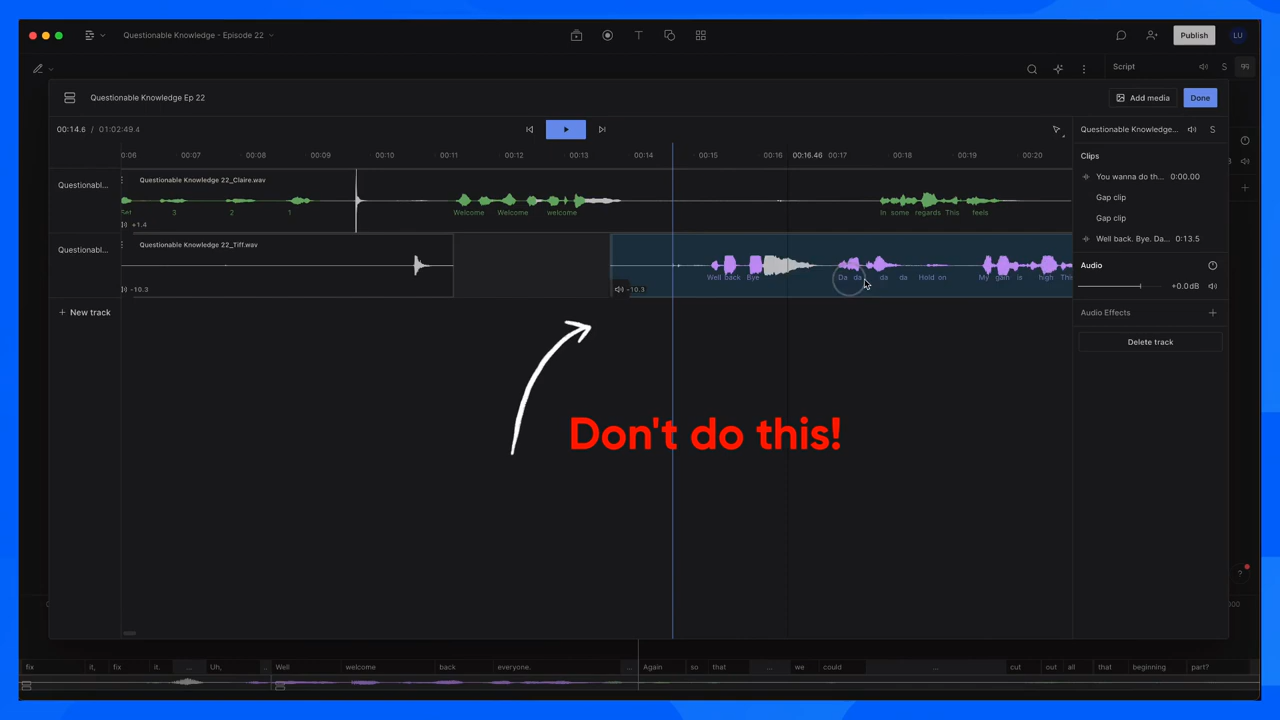 Questionable Knowledge - Episode 22
Publish
LU
Script
S
Questionable Knowledge Ep 22
Add media
Done
00:14.6 / 01:02:49.4
Questionable Knowledge...
S
00:06 00:07 00:08 00:09 00:10 00:11 00:12 00:13 00:14 00:15 00:16 00:16.46 00:17 00:18 00:19 00:20
Clips
You wanna do th... 0:00.00
Gap clip
Gap clip
Well back. Bye. Da... 0:13.5
Questionabl...
Questionable Knowledge 22_Claire.wav
Set 3 2 1 Welcome Welcome welcome In some regards This feels
+1.4
Questionabl...
Questionable Knowledge 22_Tiff.wav
Well back Bye Da da da da Hold on My gain is high
-10.3
-10.3
Audio
+0.0dB
Audio Effects
Delete track
New track
Don't do this!
fix it, fix it. ... Uh, .. Well welcome back everyone. ... Again so that ... we could ... cut out all that beginning part?